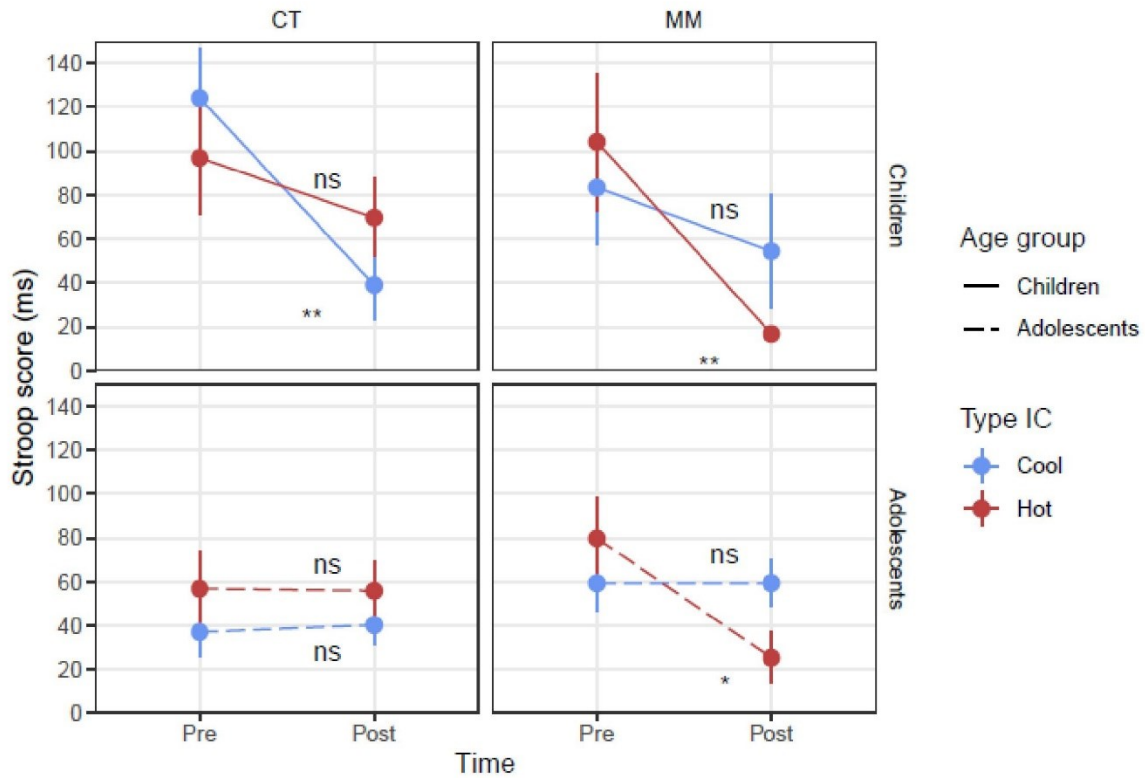 CT
MM
140
120
100
80
60
40
20
0
ns
**
ns
**
Children
140
120
100
80
60
40
20
0
ns
ns
ns
*
Adolescents
Stroop score (ms)
Pre
Post
Pre
Post
Time
Age group
Children
Adolescents
Type IC
Cool
Hot